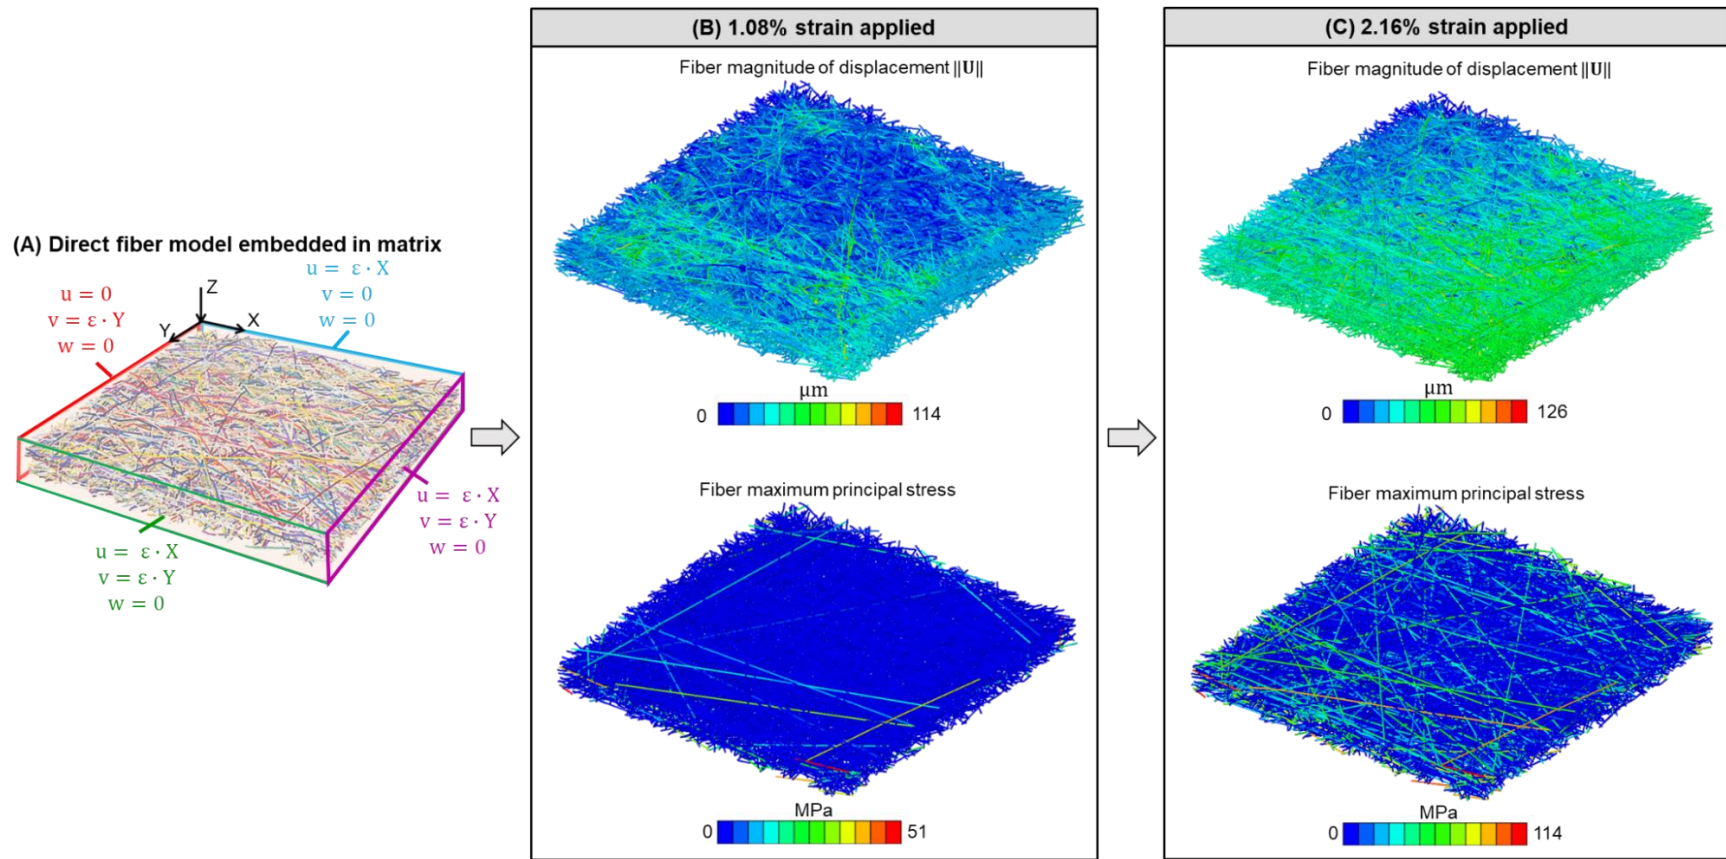 (A) Direct fiber model embedded in matrix
u = ε · X
v = 0
w = 0
u = 0
v = ε · Y
w = 0
Z
Y
X
u = ε · X
v = ε · Y
w = 0
u = ε · X
v = ε · Y
w = 0
(B) 1.08% strain applied
Fiber magnitude of displacement ||U||
μm
0 114
Fiber maximum principal stress
MPa
0 51
(C) 2.16% strain applied
Fiber magnitude of displacement ||U||
μm
0 126
Fiber maximum principal stress
MPa
0 114